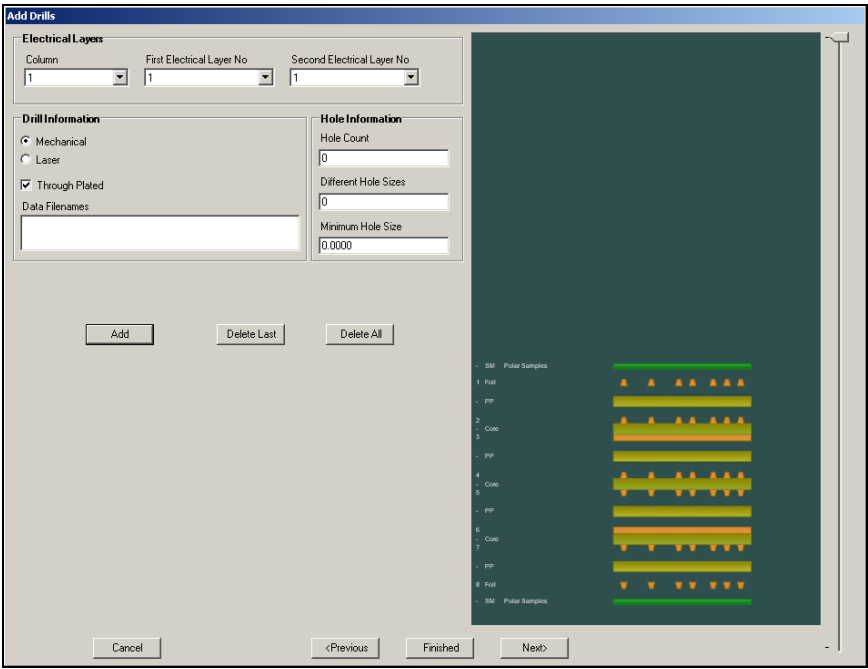 Add Drills
Electrical Layers
Column First Electrical Layer No Second Electrical Layer No
1 1 1
Drill Information
Mechanical
Laser
Through Plated
Data Filenames
Hole Information
Hole Count
0
Different Hole Sizes
0
Minimum Hole Size
0.0000
Add Delete Last Delete All
- SM Polar Samples
1 Foil
- PP
2
- Core
3
- PP
4
- Core
5
- PP
6
- Core
7
- PP
8 Foil
- SM Polar Samples
Cancel <Previous Finished Next>